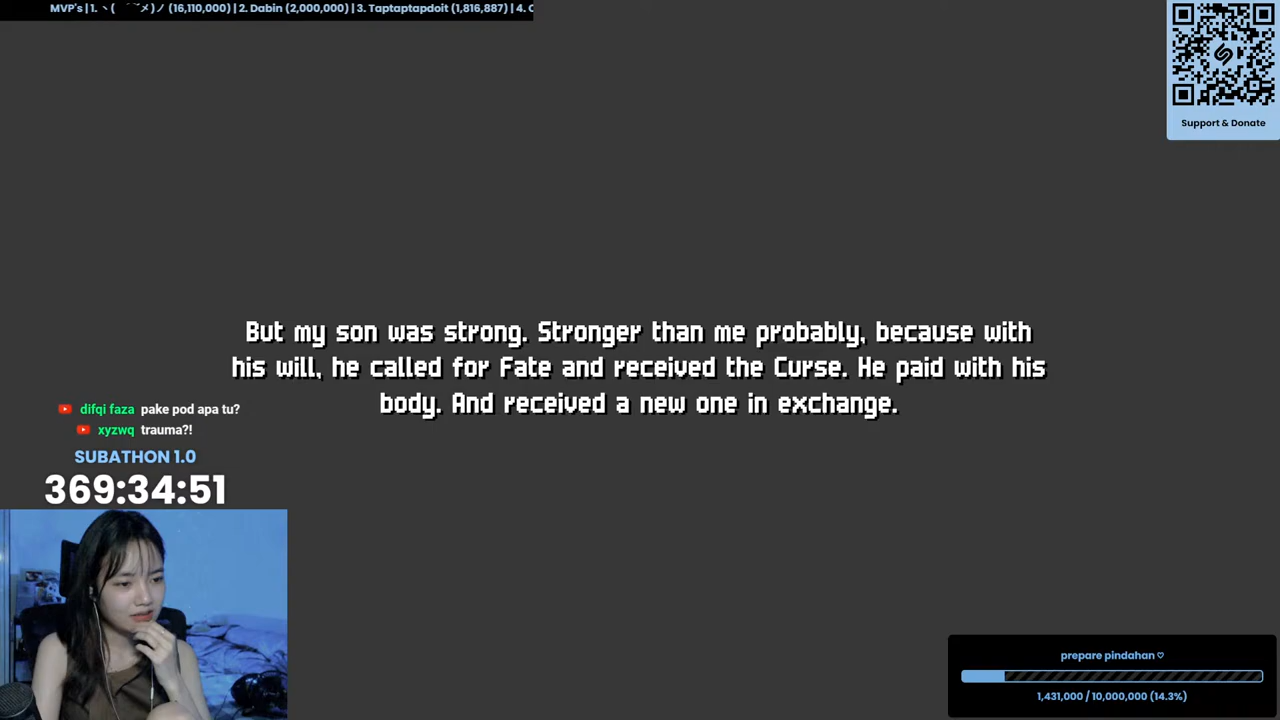 MVP's | 1. ヽ( ` ˘ メ)ノ (16,110,000) | 2. Dabin (2,000,000) | 3. Taptaptapdoit (1,816,887) | 4.
Support & Donate
But my son was strong. Stronger than me probably, because with
his will, he called for Fate and received the Curse. He paid with his
body. And received a new one in exchange.
difqi faza pake pod apa tu?
xyzwq trauma?!
SUBATHON 1.0
369:34:51
prepare pindahan ♡
1,431,000 / 10,000,000 (14.3%)